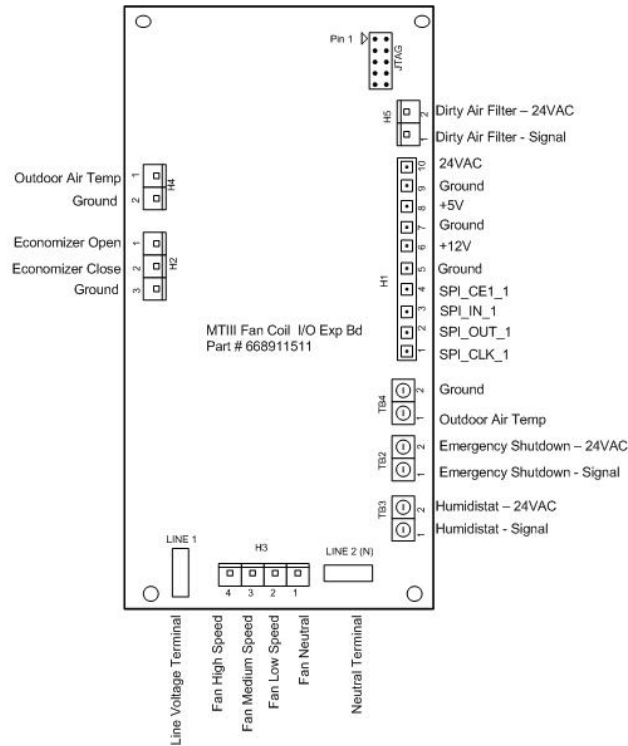 Pin 1
JTAG
H5
2 Dirty Air Filter – 24VAC
1 Dirty Air Filter - Signal
Outdoor Air Temp 1
Ground 2
H4
Economizer Open 1
Economizer Close 2
Ground 3
H2
H1
10 24VAC
9 Ground
8 +5V
7 Ground
6 +12V
5 Ground
4 SPI_CE1_1
3 SPI_IN_1
2 SPI_OUT_1
1 SPI_CLK_1
MTIII Fan Coil I/O Exp Bd
Part # 668911511
TB4
2 Ground
1 Outdoor Air Temp
TB2
2 Emergency Shutdown – 24VAC
1 Emergency Shutdown - Signal
TB3
2 Humidistat – 24VAC
1 Humidistat - Signal
LINE 1
H3
LINE 2 (N)
4 3 2 1
Line Voltage Terminal
Fan High Speed
Fan Medium Speed
Fan Low Speed
Fan Neutral
Neutral Terminal